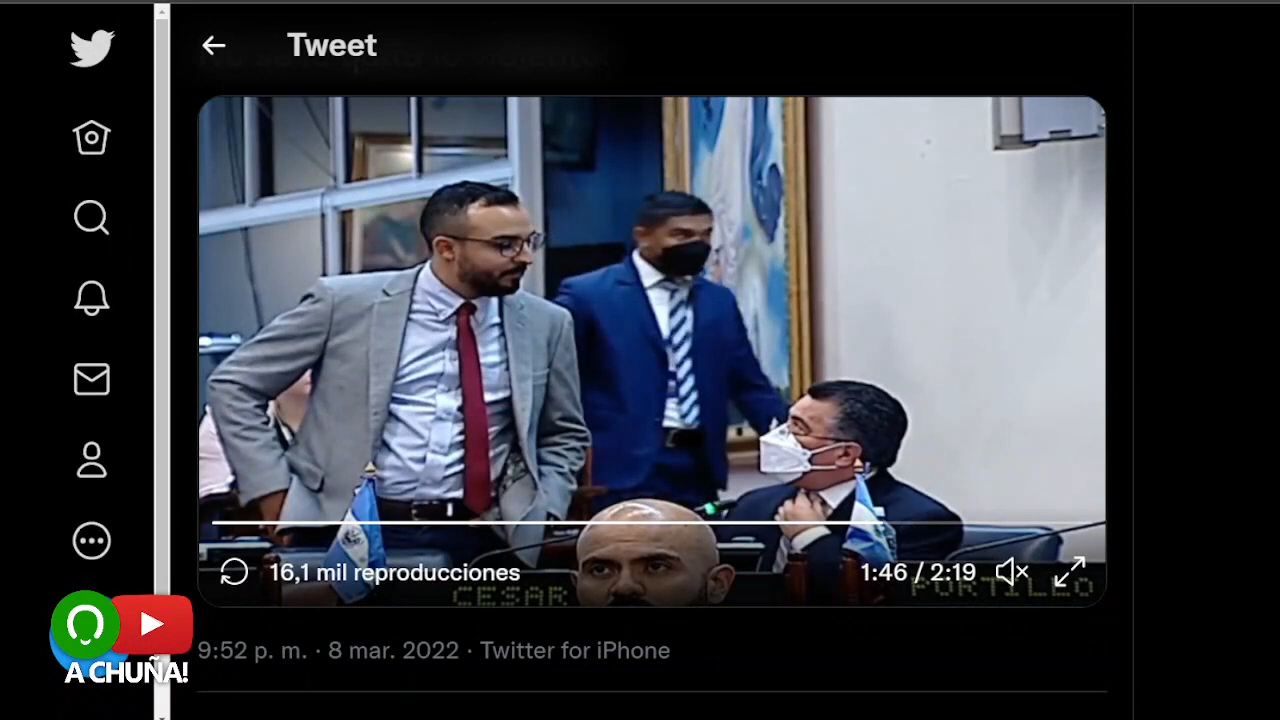 Tweet
16,1 mil reproducciones
1:46 / 2:19
CESAR
PORTILLO
9:52 p. m. · 8 mar. 2022 · Twitter for iPhone
A CHUÑA!